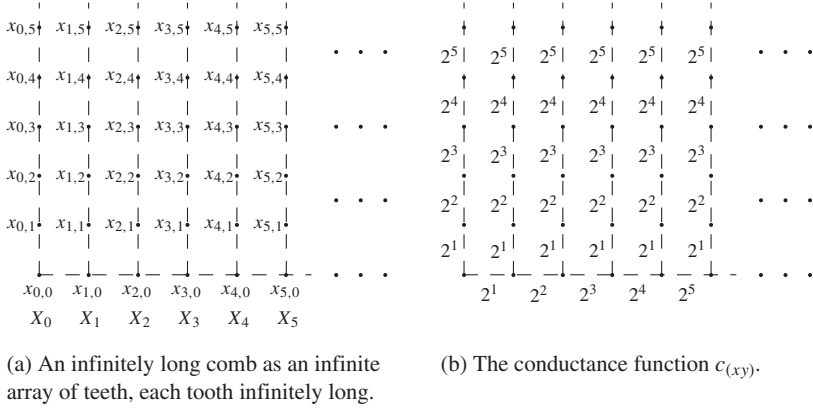 x0,5 x1,5 x2,5 x3,5 x4,5 x5,5
x0,4 x1,4 x2,4 x3,4 x4,4 x5,4
x0,3 x1,3 x2,3 x3,3 x4,3 x5,3
x0,2 x1,2 x2,2 x3,2 x4,2 x5,2
x0,1 x1,1 x2,1 x3,1 x4,1 x5,1
x0,0 x1,0 x2,0 x3,0 x4,0 x5,0
X0 X1 X2 X3 X4 X5
(a) An infinitely long comb as an infinite
array of teeth, each tooth infinitely long.
2^5 2^5 2^5 2^5 2^5 2^5
2^4 2^4 2^4 2^4 2^4 2^4
2^3 2^3 2^3 2^3 2^3 2^3
2^2 2^2 2^2 2^2 2^2 2^2
2^1 2^1 2^1 2^1 2^1 2^1
2^1 2^2 2^3 2^4 2^5
(b) The conductance function c(xy).